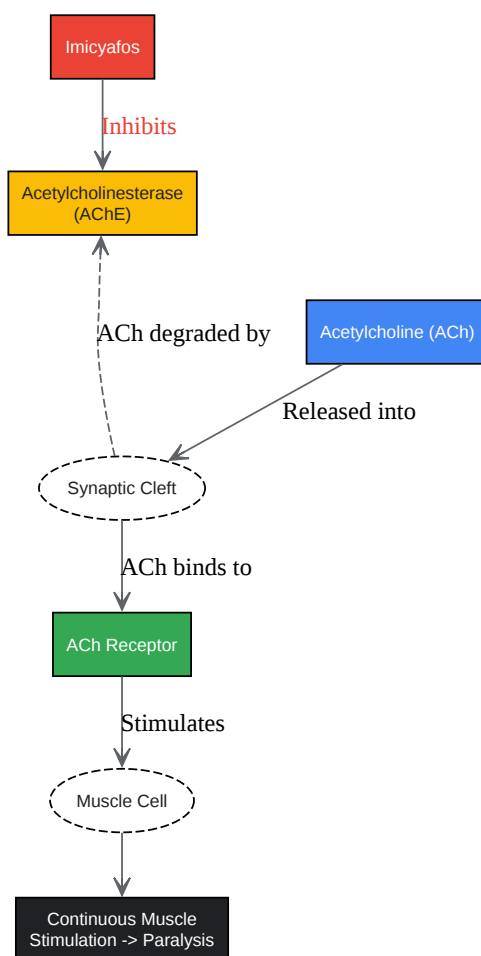 Imicyafos
Inhibits
Acetylcholinesterase
(AChE)
Acetylcholine (ACh)
ACh degraded by
Released into
Synaptic Cleft
ACh binds to
ACh Receptor
Stimulates
Muscle Cell
Continuous Muscle
Stimulation -> Paralysis